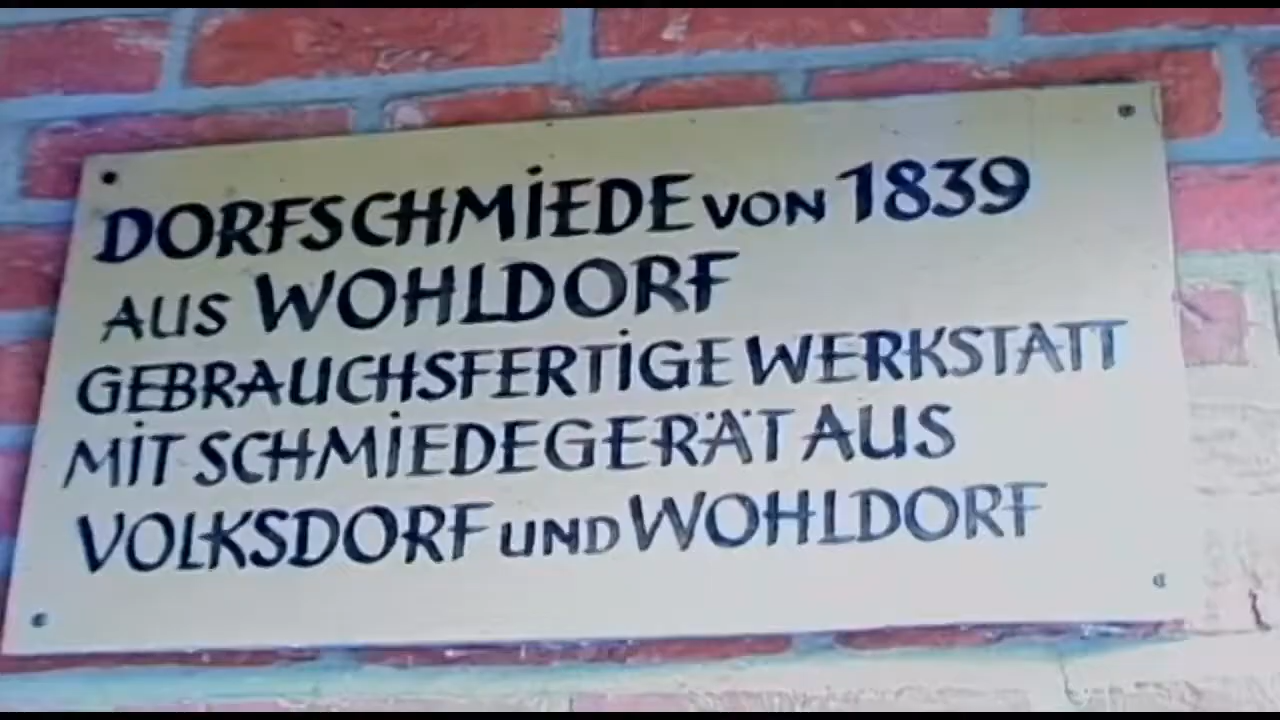 DORFSCHMIEDE VON 1839
AUS WOHLDORF
GEBRAUCHSFERTIGE WERKSTATT
MIT SCHMIEDEGERÄT AUS
VOLKSDORF UND WOHLDORF